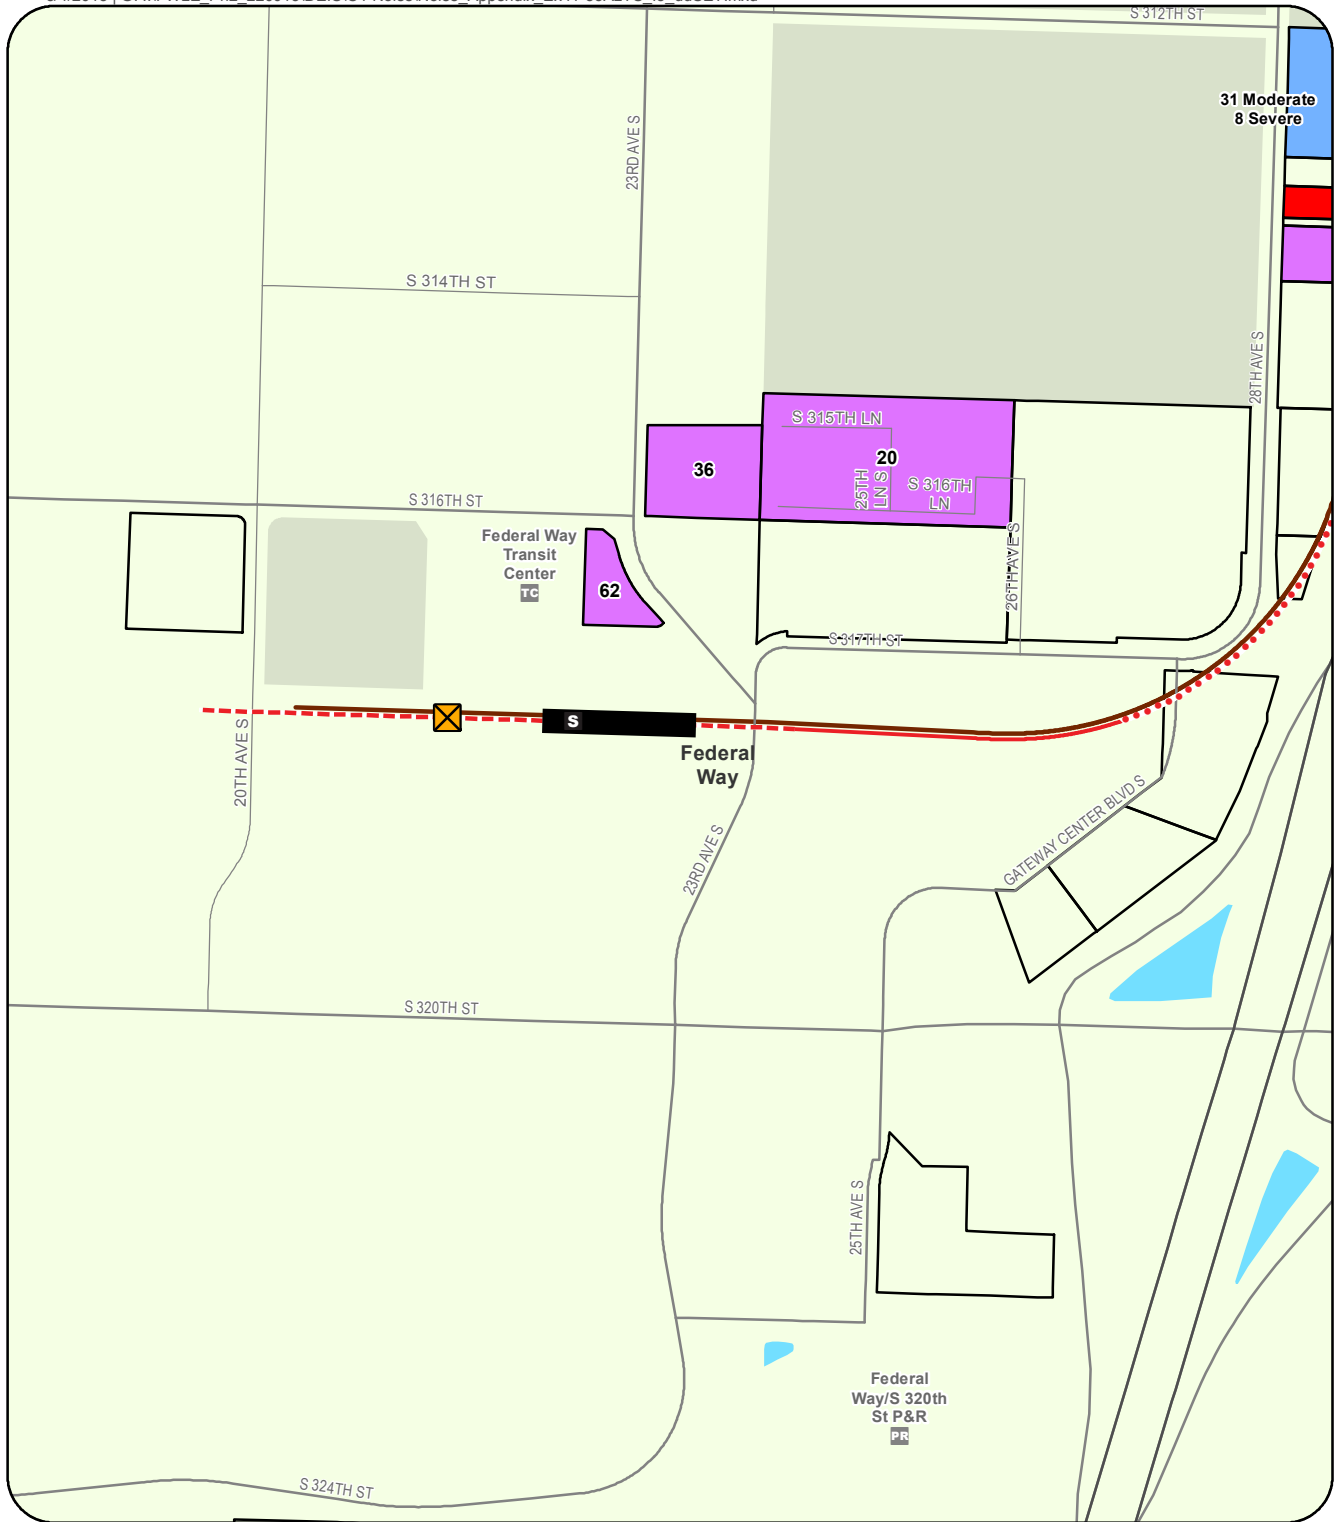 S 312TH ST
31 Moderate
8 Severe
23RD AVE S
S 314TH ST
28TH AVE S
S 315TH LN
20
36
25TH
LN S
S 316TH
LN
S 316TH ST
Federal Way
Transit
Center
TC
62
26TH AVE S
S 317TH ST
S
Federal
Way
20TH AVE S
GATEWAY CENTER BLVD S
23RD AVE S
S 320TH ST
25TH AVE S
Federal
Way/S 320th
St P&R
PR
S 324TH ST